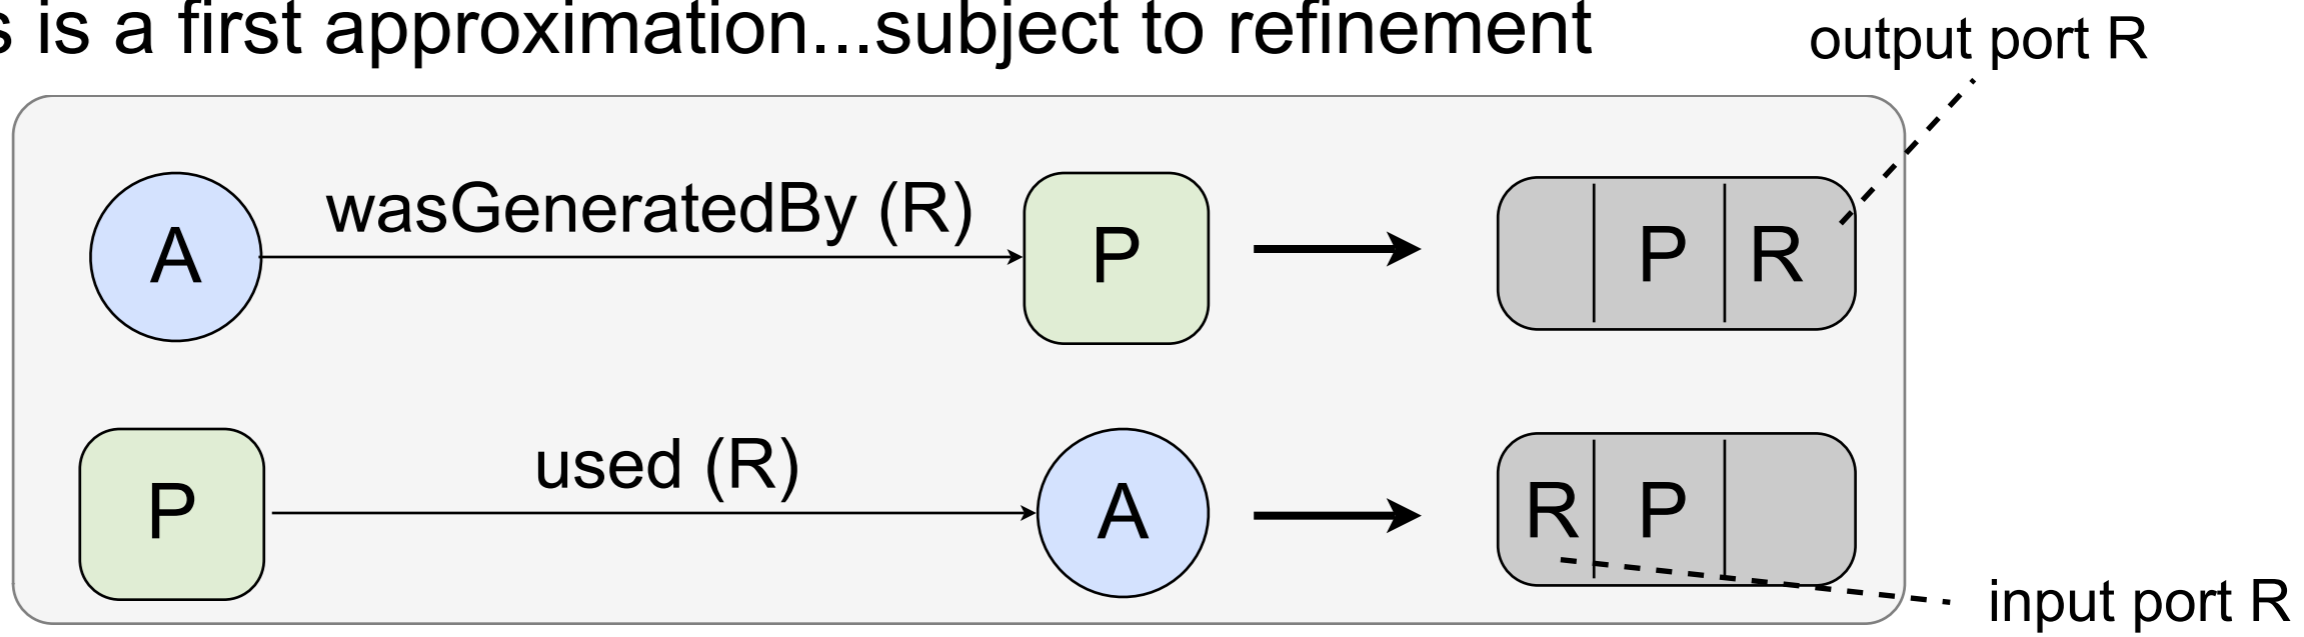 s is a first approximation...subject to refinement
output port R
A
wasGeneratedBy (R)
P
P
R
P
used (R)
A
R
P
input port R